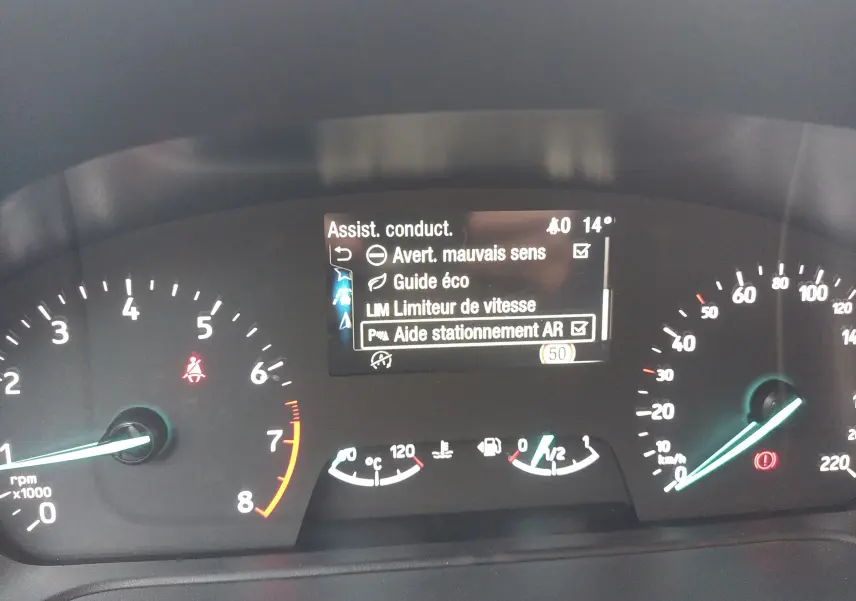 Assist. conduct. 0 14°
Avert. mauvais sens
Guide éco
LIM Limiteur de vitesse
P Aide stationnement AR
A 50
0 1 2 3 4 5 6 7 8
rpm
x1000
°C 120
0 1/2 1
0 10 20 30 40 50 60 80 100 120 220
km/h